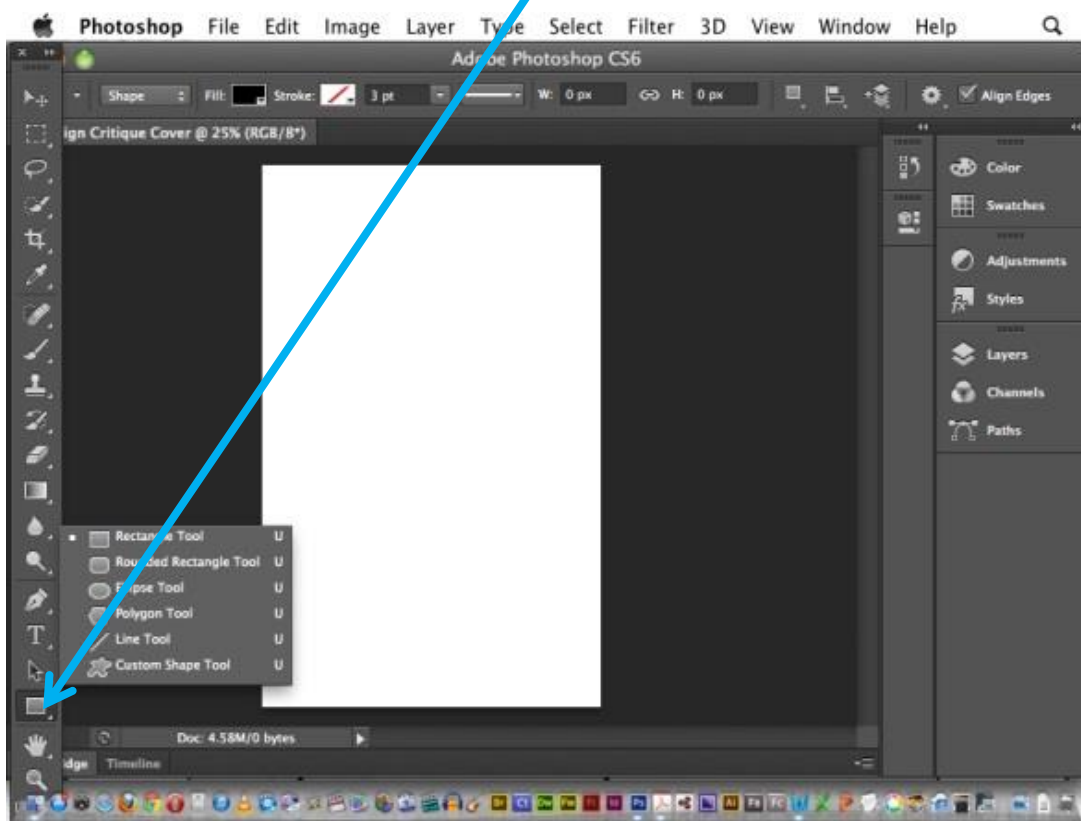 Photoshop File Edit Image Layer Type Select Filter 3D View Window Help
Adobe Photoshop CS6
Shape Fill: Stroke: 3 pt W: 0 px H: 0 px Align Edges
ign Critique Cover @ 25% (RGB/8*)
Color
Swatches
Adjustments
Styles
Layers
Channels
Paths
Rectangle Tool U
Rounded Rectangle Tool U
Ellipse Tool U
Polygon Tool U
Line Tool U
Custom Shape Tool U
Doc: 4.58M/0 bytes
dge Timeline